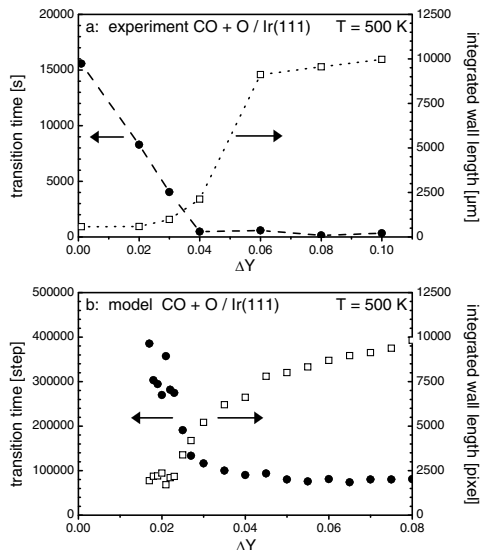 a: experiment CO + O / Ir(111) T = 500 K
transition time [s]
20000
15000
10000
5000
0
12500
10000
7500
5000
2500
0
integrated wall length [µm]
0.00 0.02 0.04 0.06 0.08 0.10
ΔY
b: model CO + O / Ir(111) T = 500 K
transition time [step]
500000
400000
300000
200000
100000
0
12500
10000
7500
5000
2500
0
integrated wall length [pixel]
0.00 0.02 0.04 0.06 0.08
ΔY